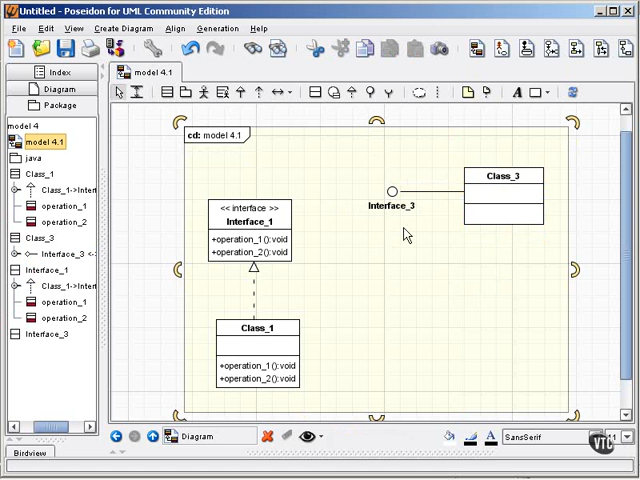 Untitled - Poseidon for UML Community Edition
File Edit View Create Diagram Align Generation Help
Index
Diagram
Package
model 4.1
model 4
model 4.1
java
Class_1
Class_1->Interf
operation_1
operation_2
Class_3
Interface_3 <-
Interface_1
Class_1->Interf
operation_1
operation_2
Interface_3
cd: model 4.1
<< interface >>
Interface_1
+operation_1():void
+operation_2():void
Class_1
+operation_1():void
+operation_2():void
Interface_3
Class_3
Diagram
SansSerif
VTC
Birdview